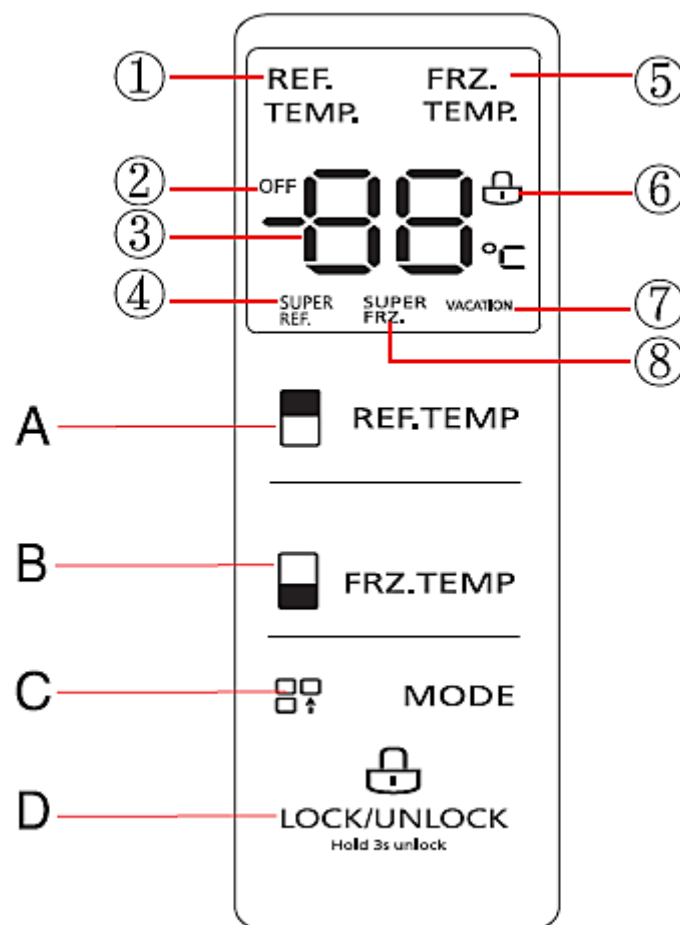 ① REF. TEMP.
FRZ. TEMP. ⑤
② OFF
-88
⑥
③
°C
④ SUPER REF.
SUPER FRZ.
VACATION ⑦
⑧
A REF.TEMP
B FRZ.TEMP
C MODE
D LOCK/UNLOCK
Hold 3s unlock